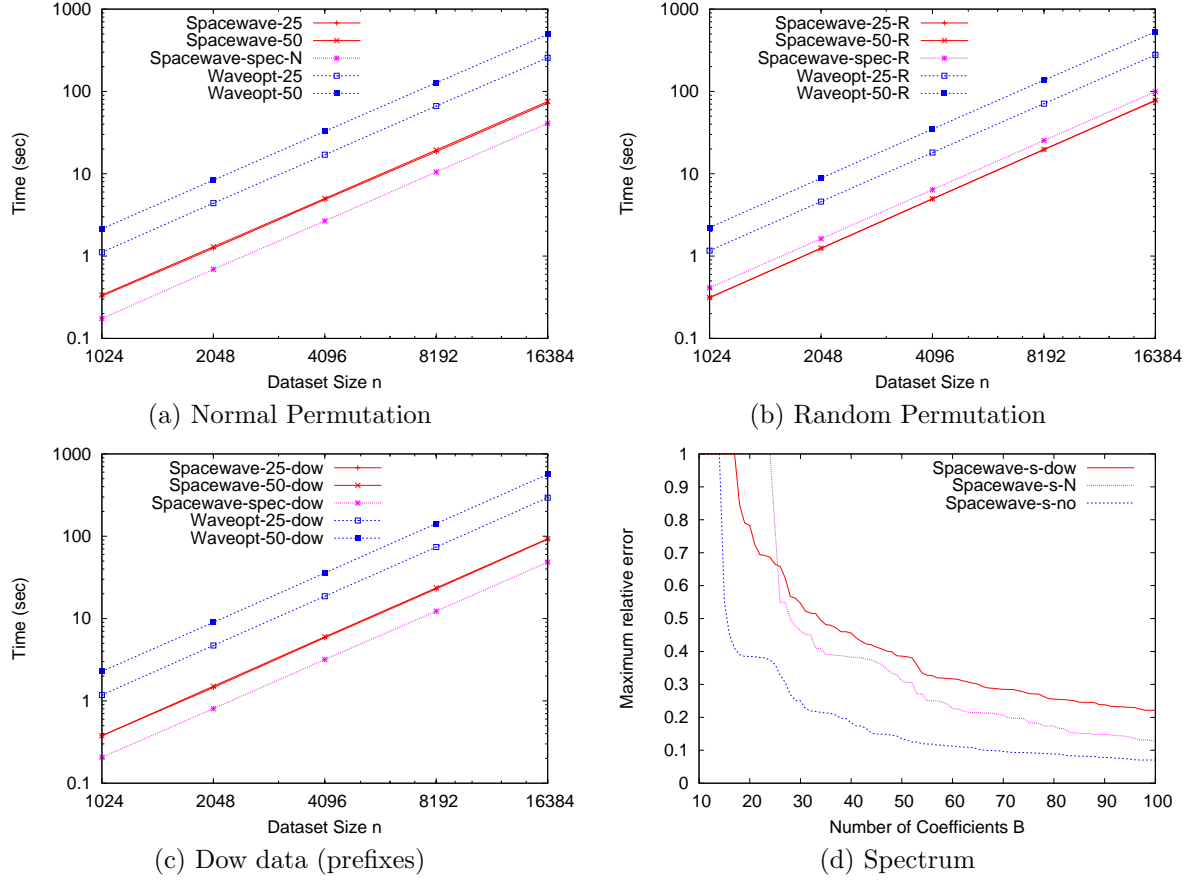 1000
100
10
1
0.1
Time (sec)
Spacewave-25
Spacewave-50
Spacewave-spec-N
Waveopt-25
Waveopt-50
1024 2048 4096 8192 16384
Dataset Size n
(a) Normal Permutation
1000
100
10
1
0.1
Time (sec)
Spacewave-25-R
Spacewave-50-R
Spacewave-spec-R
Waveopt-25-R
Waveopt-50-R
1024 2048 4096 8192 16384
Dataset Size n
(b) Random Permutation
1000
100
10
1
0.1
Time (sec)
Spacewave-25-dow
Spacewave-50-dow
Spacewave-spec-dow
Waveopt-25-dow
Waveopt-50-dow
1024 2048 4096 8192 16384
Dataset Size n
(c) Dow data (prefixes)
1
0.9
0.8
0.7
0.6
0.5
0.4
0.3
0.2
0.1
0
Maximum relative error
Spacewave-s-dow
Spacewave-s-N
Spacewave-s-no
10 20 30 40 50 60 70 80 90 100
Number of Coefficients B
(d) Spectrum